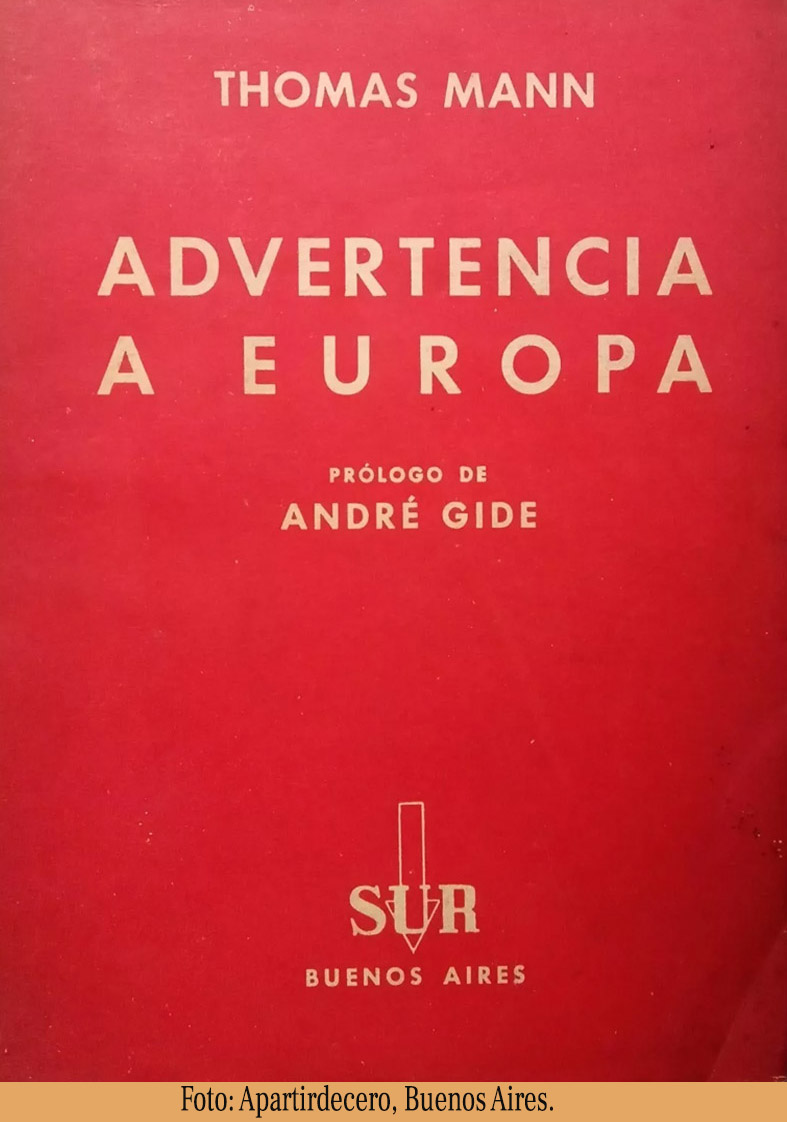 THOMAS MANN
ADVERTENCIA
A EUROPA
PRÓLOGO DE
ANDRÉ GIDE
SUR
BUENOS AIRES
Foto: Apartirdecero, Buenos Aires.